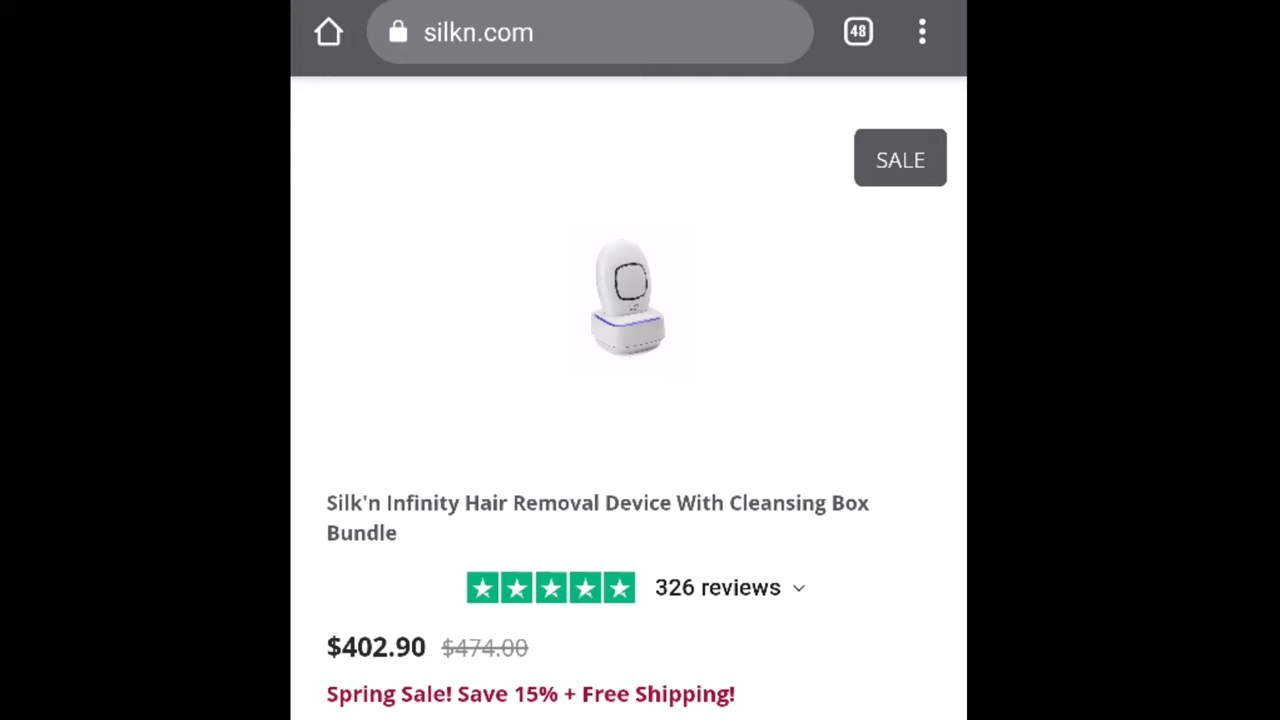 silkn.com
48
SALE
Silk'n Infinity Hair Removal Device With Cleansing Box
Bundle
326 reviews
$402.90 $474.00
Spring Sale! Save 15% + Free Shipping!